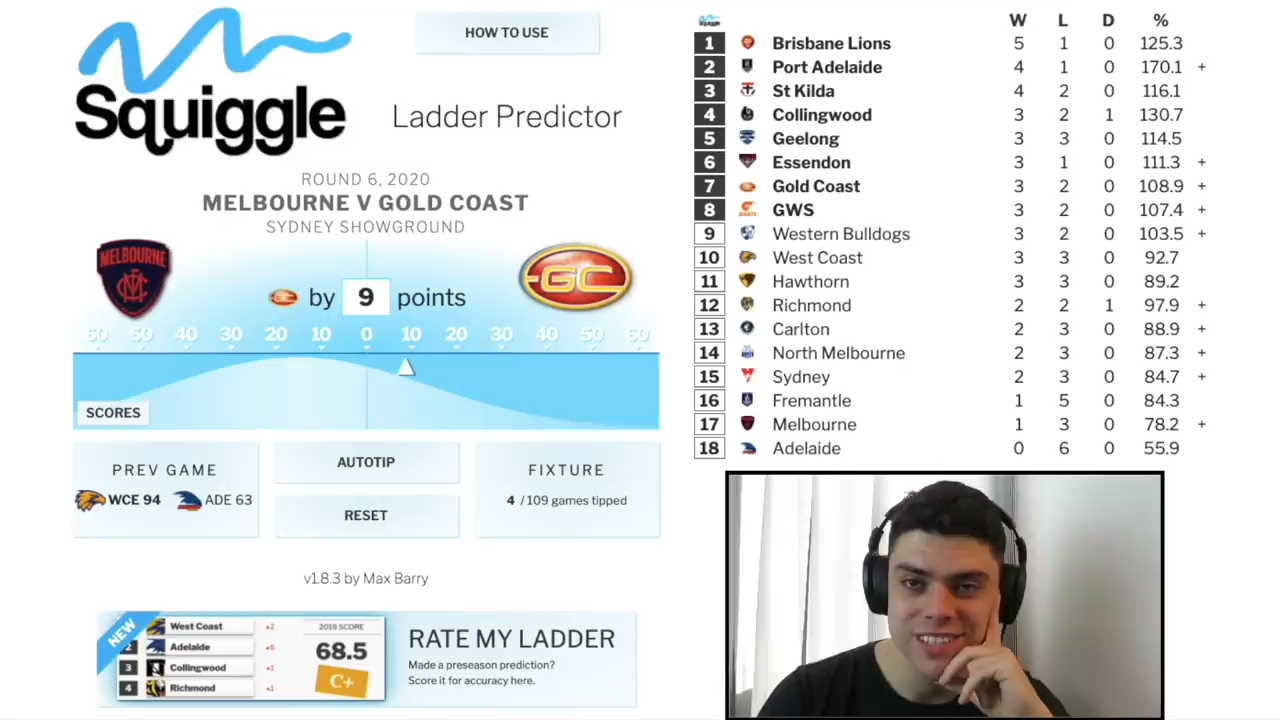 HOW TO USE
Squiggle
Ladder Predictor
ROUND 6, 2020
MELBOURNE V GOLD COAST
SYDNEY SHOWGROUND
MELBOURNE
GC
GC by 9 points
60 50 40 30 20 10 0 10 20 30 40 50 60
SCORES
PREV GAME
WCE 94 ADE 63
AUTOTIP
RESET
FIXTURE
4 / 109 games tipped
v1.8.3 by Max Barry
NEW
West Coast +2
Adelaide +6
3 Collingwood +1
4 Richmond +1
2019 SCORE
68.5
C+
RATE MY LADDER
Made a preseason prediction?
Score it for accuracy here.
Squiggle W L D %
1 Brisbane Lions 5 1 0 125.3
2 Port Adelaide 4 1 0 170.1 +
3 St Kilda 4 2 0 116.1
4 Collingwood 3 2 1 130.7
5 Geelong 3 3 0 114.5
6 Essendon 3 1 0 111.3 +
7 Gold Coast 3 2 0 108.9 +
8 GWS 3 2 0 107.4 +
9 Western Bulldogs 3 2 0 103.5 +
10 West Coast 3 3 0 92.7
11 Hawthorn 3 3 0 89.2
12 Richmond 2 2 1 97.9 +
13 Carlton 2 3 0 88.9 +
14 North Melbourne 2 3 0 87.3 +
15 Sydney 2 3 0 84.7 +
16 Fremantle 1 5 0 84.3
17 Melbourne 1 3 0 78.2 +
18 Adelaide 0 6 0 55.9